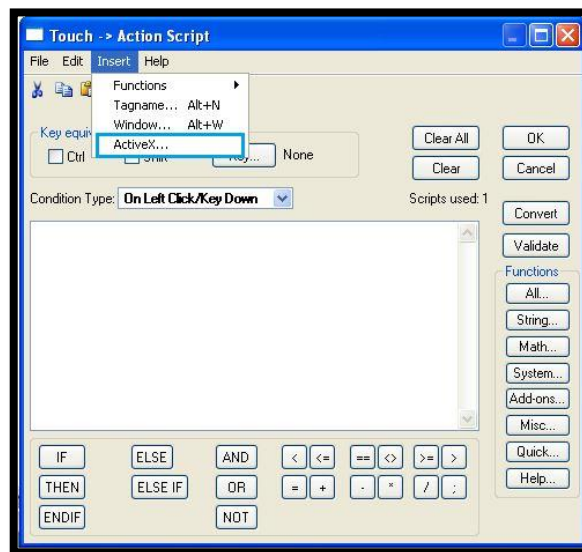 Touch -> Action Script
File Edit Insert Help
Functions
Tagname... Alt+N
Window... Alt+W
ActiveX...
Ctrl
None
Clear All
OK
Clear
Cancel
Condition Type: On Left Click/Key Down
Scripts used: 1
Convert
Validate
Functions
All...
String...
Math...
System...
Add-ons...
Misc...
Quick...
Help...
IF ELSE AND < <= == <> >= >
THEN ELSE IF OR = + - * / ;
ENDIF NOT